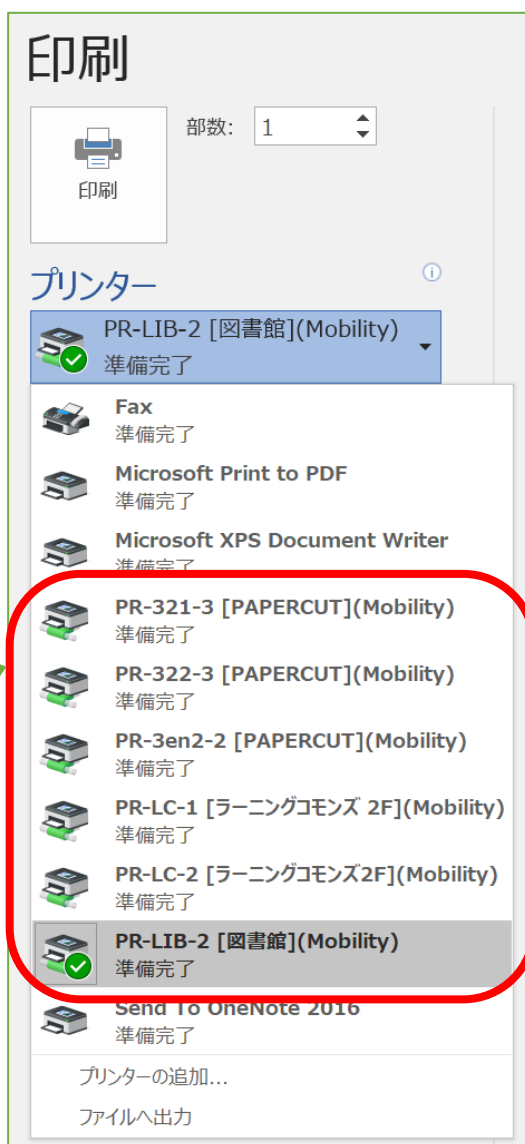 印刷
部数: 1
印刷
プリンター
PR-LIB-2 [図書館](Mobility)
準備完了
Fax
準備完了
Microsoft Print to PDF
準備完了
Microsoft XPS Document Writer
準備完了
PR-321-3 [PAPERCUT](Mobility)
準備完了
PR-322-3 [PAPERCUT](Mobility)
準備完了
PR-3en2-2 [PAPERCUT](Mobility)
準備完了
PR-LC-1 [ラーニングコモンズ 2F](Mobility)
準備完了
PR-LC-2 [ラーニングコモンズ2F](Mobility)
準備完了
PR-LIB-2 [図書館](Mobility)
準備完了
Send To OneNote 2016
準備完了
プリンターの追加...
ファイルへ出力